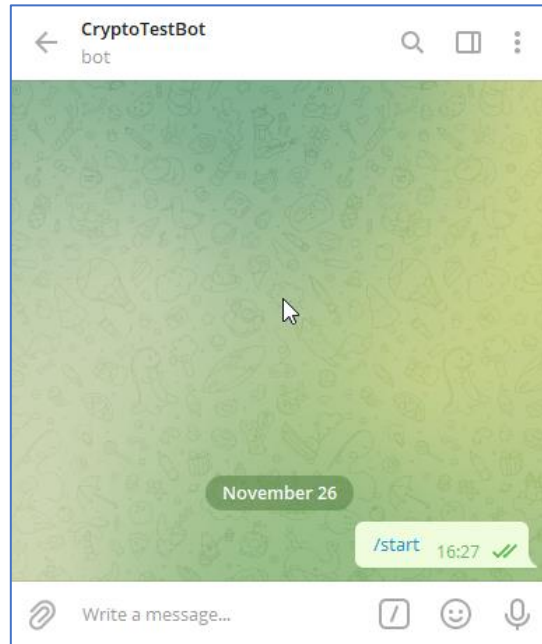 CryptoTestBot
bot
November 26
/start 16:27
Write a message...